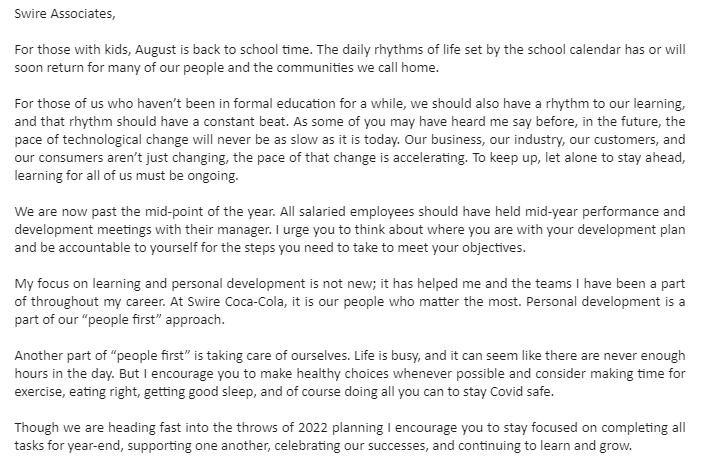 Swire Associates,
For those with kids, August is back to school time. The daily rhythms of life set by the school calendar has or will
soon return for many of our people and the communities we call home.
For those of us who haven’t been in formal education for a while, we should also have a rhythm to our learning,
and that rhythm should have a constant beat. As some of you may have heard me say before, in the future, the
pace of technological change will never be as slow as it is today. Our business, our industry, our customers, and
our consumers aren’t just changing, the pace of that change is accelerating. To keep up, let alone to stay ahead,
learning for all of us must be ongoing.
We are now past the mid-point of the year. All salaried employees should have held mid-year performance and
development meetings with their manager. I urge you to think about where you are with your development plan
and be accountable to yourself for the steps you need to take to meet your objectives.
My focus on learning and personal development is not new; it has helped me and the teams I have been a part
of throughout my career. At Swire Coca-Cola, it is our people who matter the most. Personal development is a
part of our “people first” approach.
Another part of “people first” is taking care of ourselves. Life is busy, and it can seem like there are never enough
hours in the day. But I encourage you to make healthy choices whenever possible and consider making time for
exercise, eating right, getting good sleep, and of course doing all you can to stay Covid safe.
Though we are heading fast into the throws of 2022 planning I encourage you to stay focused on completing all
tasks for year-end, supporting one another, celebrating our successes, and continuing to learn and grow.